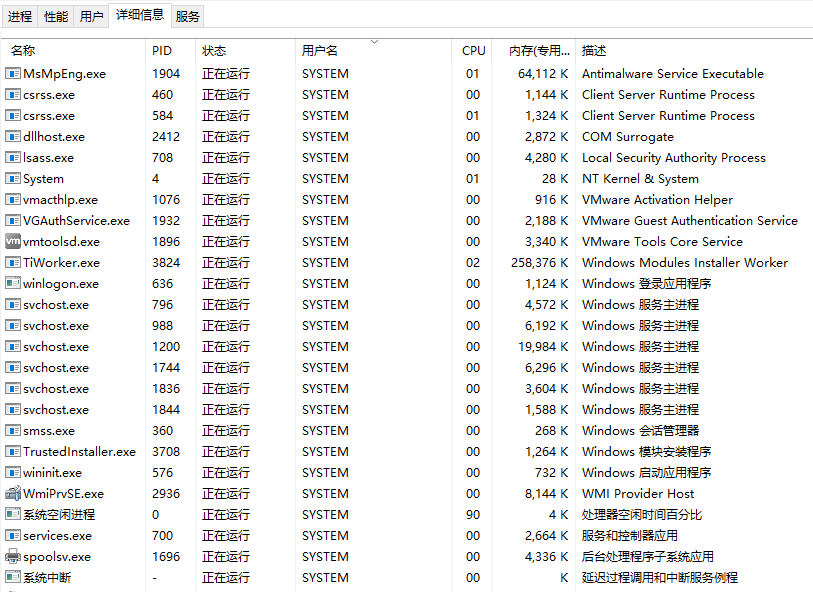 进程 性能 用户 详细信息 服务
名称 PID 状态 用户名 CPU 内存(专用... 描述
MsMpEng.exe 1904 正在运行 SYSTEM 01 64,112 K Antimalware Service Executable
csrss.exe 460 正在运行 SYSTEM 00 1,144 K Client Server Runtime Process
csrss.exe 584 正在运行 SYSTEM 01 1,324 K Client Server Runtime Process
dllhost.exe 2412 正在运行 SYSTEM 00 2,872 K COM Surrogate
lsass.exe 708 正在运行 SYSTEM 00 4,280 K Local Security Authority Process
System 4 正在运行 SYSTEM 01 28 K NT Kernel & System
vmacthlp.exe 1076 正在运行 SYSTEM 00 916 K VMware Activation Helper
VGAuthService.exe 1932 正在运行 SYSTEM 00 2,188 K VMware Guest Authentication Service
vm vmtoolsd.exe 1896 正在运行 SYSTEM 00 3,340 K VMware Tools Core Service
TiWorker.exe 3824 正在运行 SYSTEM 02 258,376 K Windows Modules Installer Worker
winlogon.exe 636 正在运行 SYSTEM 00 1,124 K Windows 登录应用程序
svchost.exe 796 正在运行 SYSTEM 00 4,572 K Windows 服务主进程
svchost.exe 988 正在运行 SYSTEM 00 6,192 K Windows 服务主进程
svchost.exe 1200 正在运行 SYSTEM 00 19,984 K Windows 服务主进程
svchost.exe 1744 正在运行 SYSTEM 00 6,296 K Windows 服务主进程
svchost.exe 1836 正在运行 SYSTEM 00 3,604 K Windows 服务主进程
svchost.exe 1844 正在运行 SYSTEM 00 1,588 K Windows 服务主进程
smss.exe 360 正在运行 SYSTEM 00 268 K Windows 会话管理器
TrustedInstaller.exe 3708 正在运行 SYSTEM 00 1,264 K Windows 模块安装程序
wininit.exe 576 正在运行 SYSTEM 00 732 K Windows 启动应用程序
WmiPrvSE.exe 2936 正在运行 SYSTEM 00 8,144 K WMI Provider Host
系统空闲进程 0 正在运行 SYSTEM 90 4 K 处理器空闲时间百分比
services.exe 700 正在运行 SYSTEM 00 2,664 K 服务和控制器应用
spoolsv.exe 1696 正在运行 SYSTEM 00 4,336 K 后台处理程序子系统应用
系统中断 - 正在运行 SYSTEM 00 K 延迟过程调用和中断服务例程